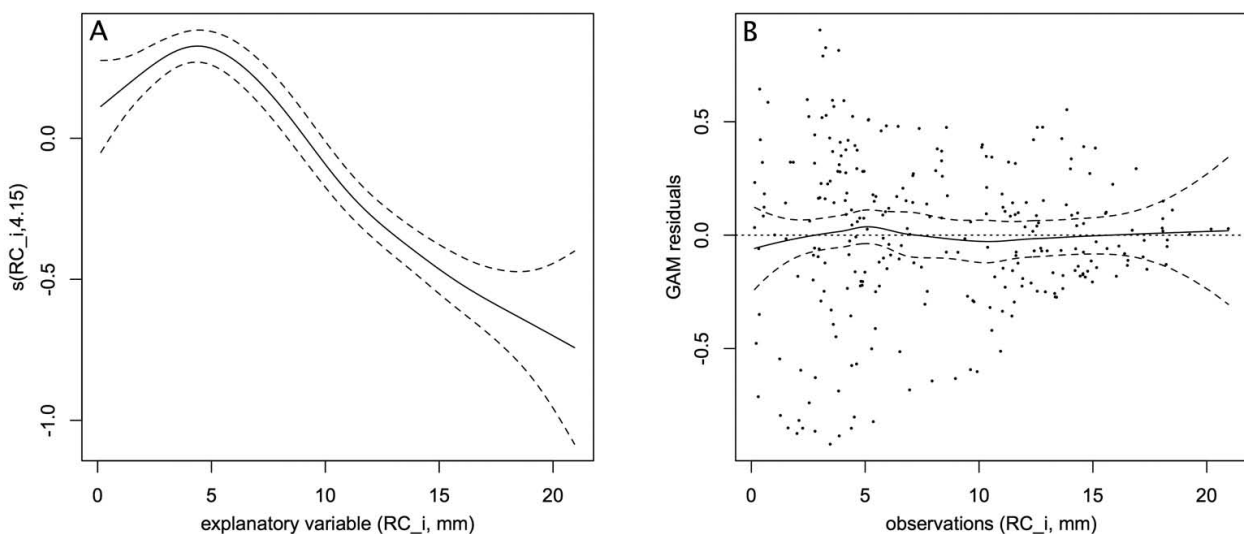 A
s(RC_i,4.15)
0.0
-0.5
-1.0
0 5 10 15 20
explanatory variable (RC_i, mm)
B
GAM residuals
0.5
0.0
-0.5
0 5 10 15 20
observations (RC_i, mm)